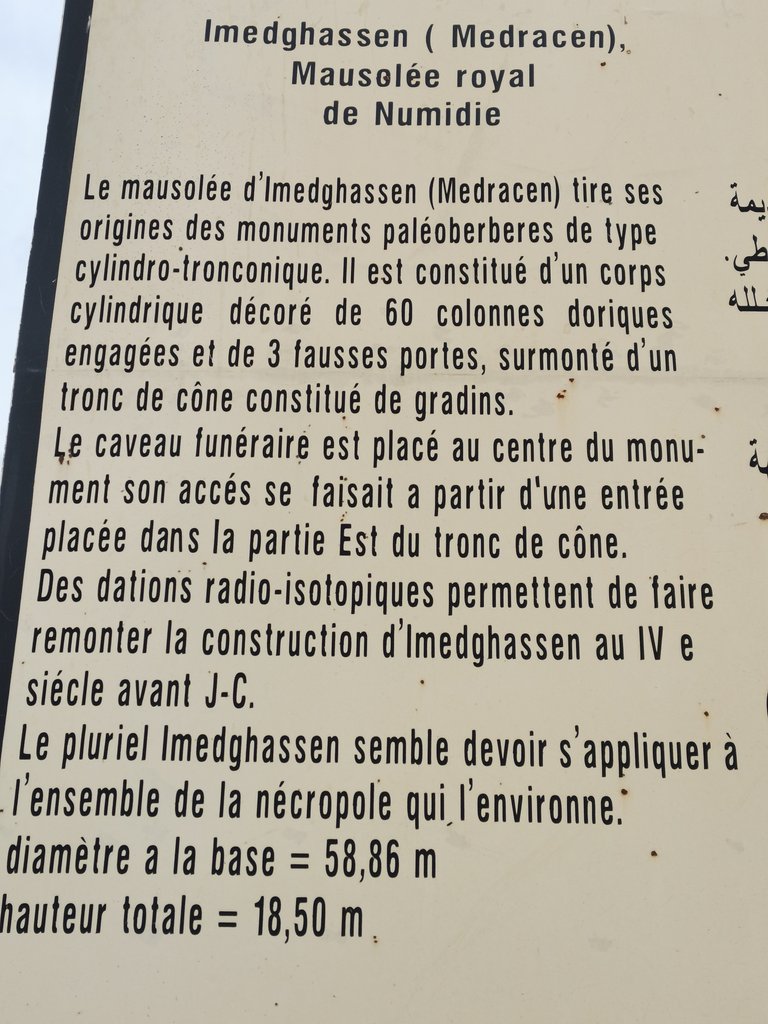 Imedghassen ( Medracen),
Mausolée royal
de Numidie
Le mausolée d'Imedghassen (Medracen) tire ses
origines des monuments paléoberberes de type
cylindro-tronconique. Il est constitué d'un corps
cylindrique décoré de 60 colonnes doriques
engagées et de 3 fausses portes, surmonté d'un
tronc de cône constitué de gradins.
Le caveau funéraire est placé au centre du monu-
ment son accés se faisait a partir d'une entrée
placée dans la partie Est du tronc de cône.
Des dations radio-isotopiques permettent de faire
remonter la construction d'Imedghassen au IV e
siécle avant J-C.
Le pluriel Imedghassen semble devoir s'appliquer à
l'ensemble de la nécropole qui l'environne.
diamètre a la base = 58,86 m
hauteur totale = 18,50 m